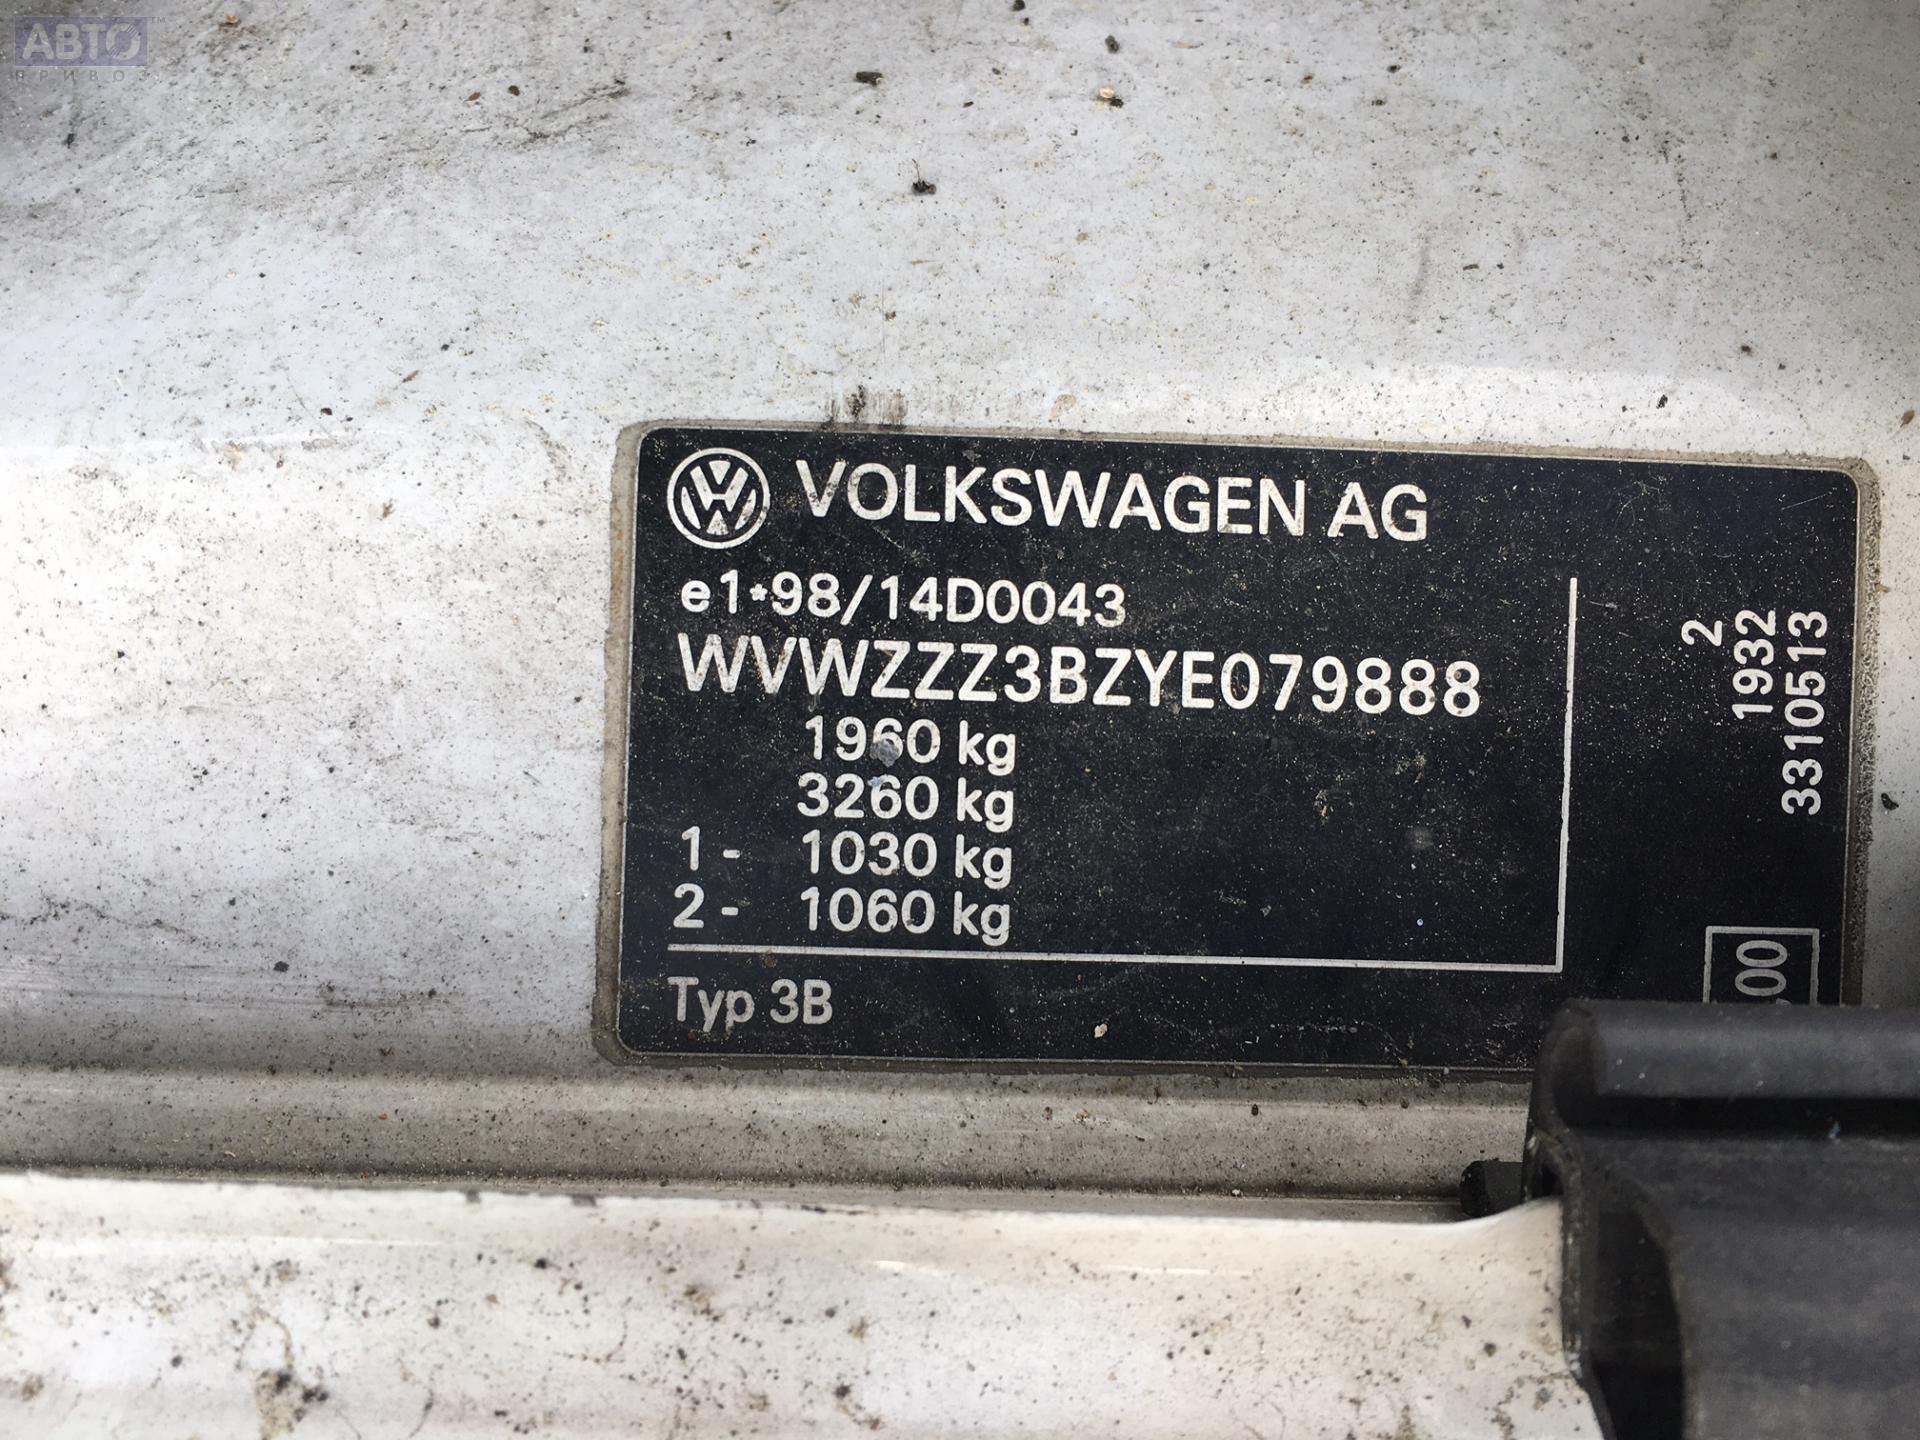 АВТО
ПРИВОЗ
VOLKSWAGEN AG
e1*98/14D0043
WVWZZZ3BZYE079888
1960 kg
3260 kg
1- 1030 kg
2- 1060 kg
Typ 3B
2
1932
3310513